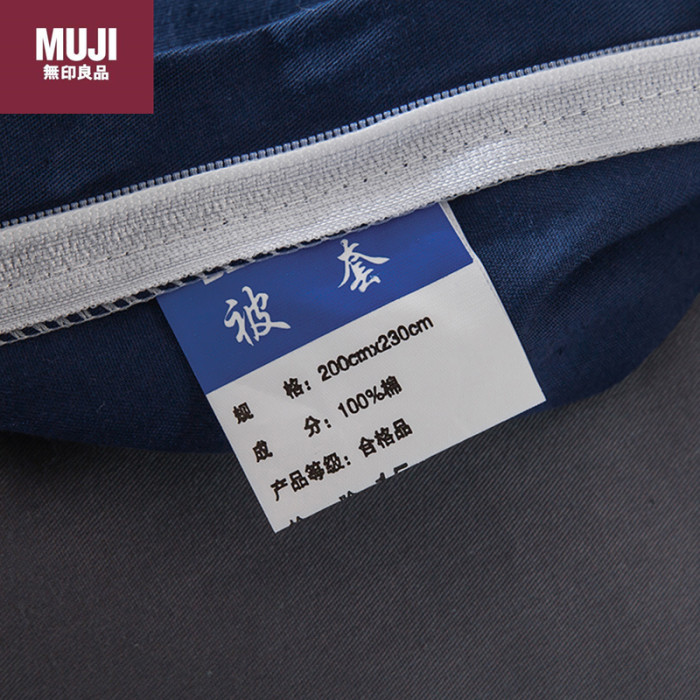 MUJI
無印良品
被套
规 格：200cmx230cm
成 分：100%棉
产品等级：合格品